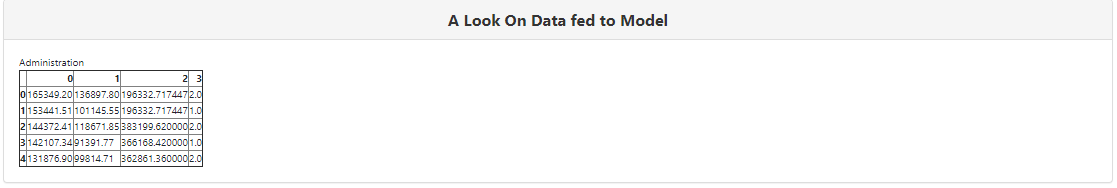 A Look On Data fed to Model
Administration
0 1 2 3
0 165349.20 136897.80 196332.717447 2.0
1 153441.51 101145.55 196332.717447 1.0
2 144372.41 118671.85 383199.620000 2.0
3 142107.34 91391.77 366168.420000 1.0
4 131876.90 99814.71 362861.360000 2.0